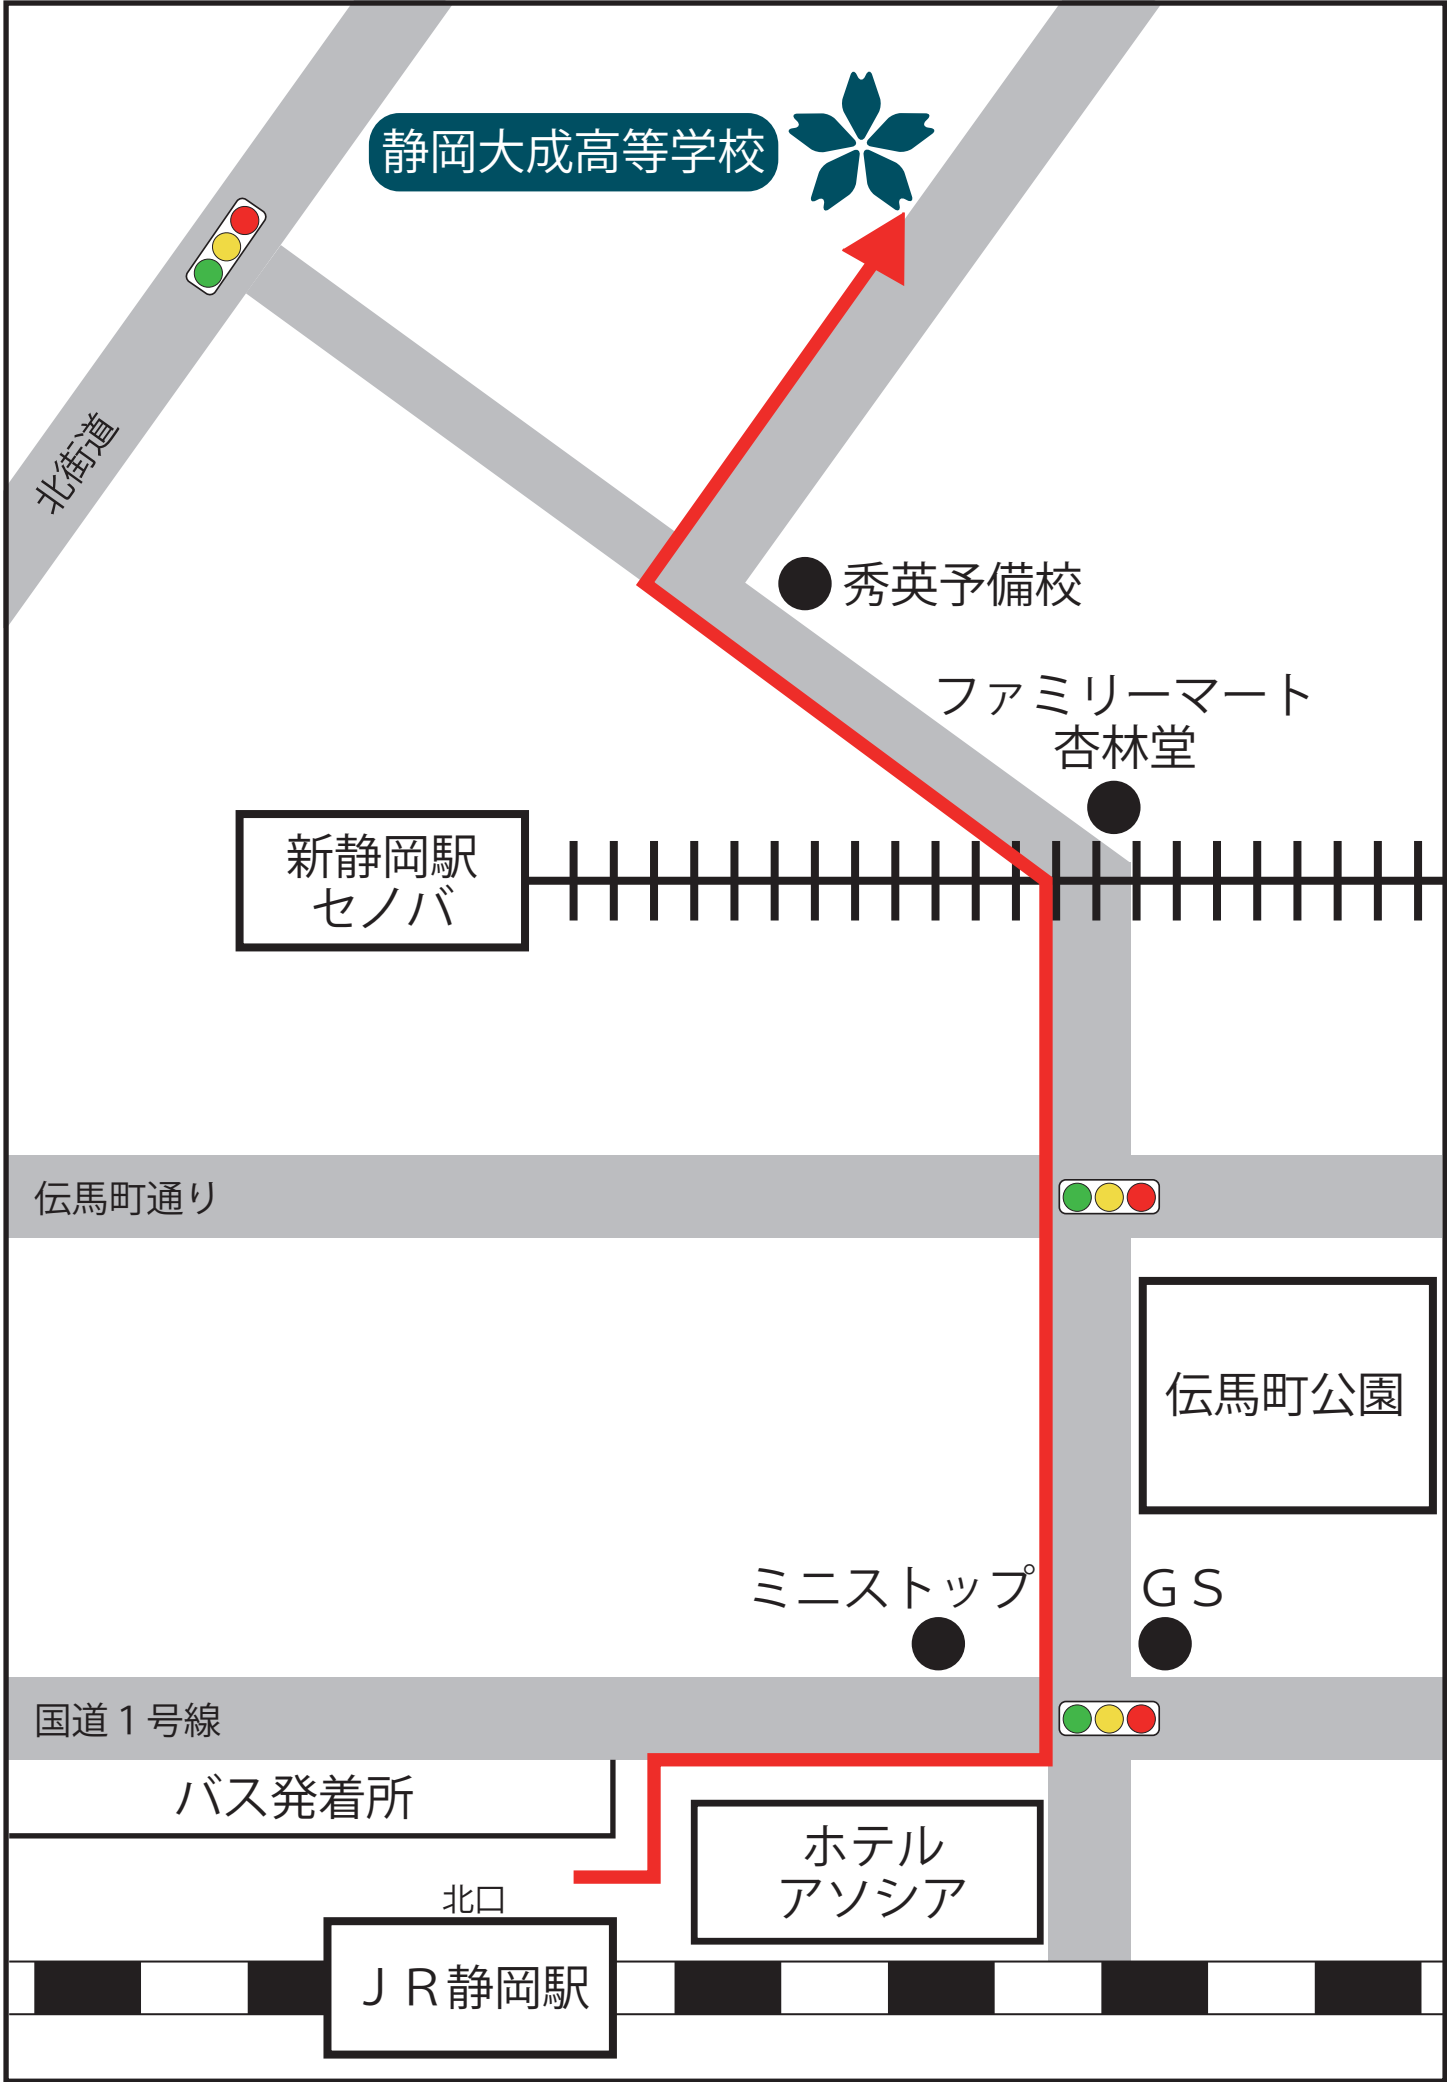 静岡大成高等学校
北街道
秀英予備校
ファミリーマート
杏林堂
新静岡駅
セノバ
伝馬町通り
伝馬町公園
ミニストップ
ＧＳ
国道１号線
バス発着所
ホテル
アソシア
北口
ＪＲ静岡駅